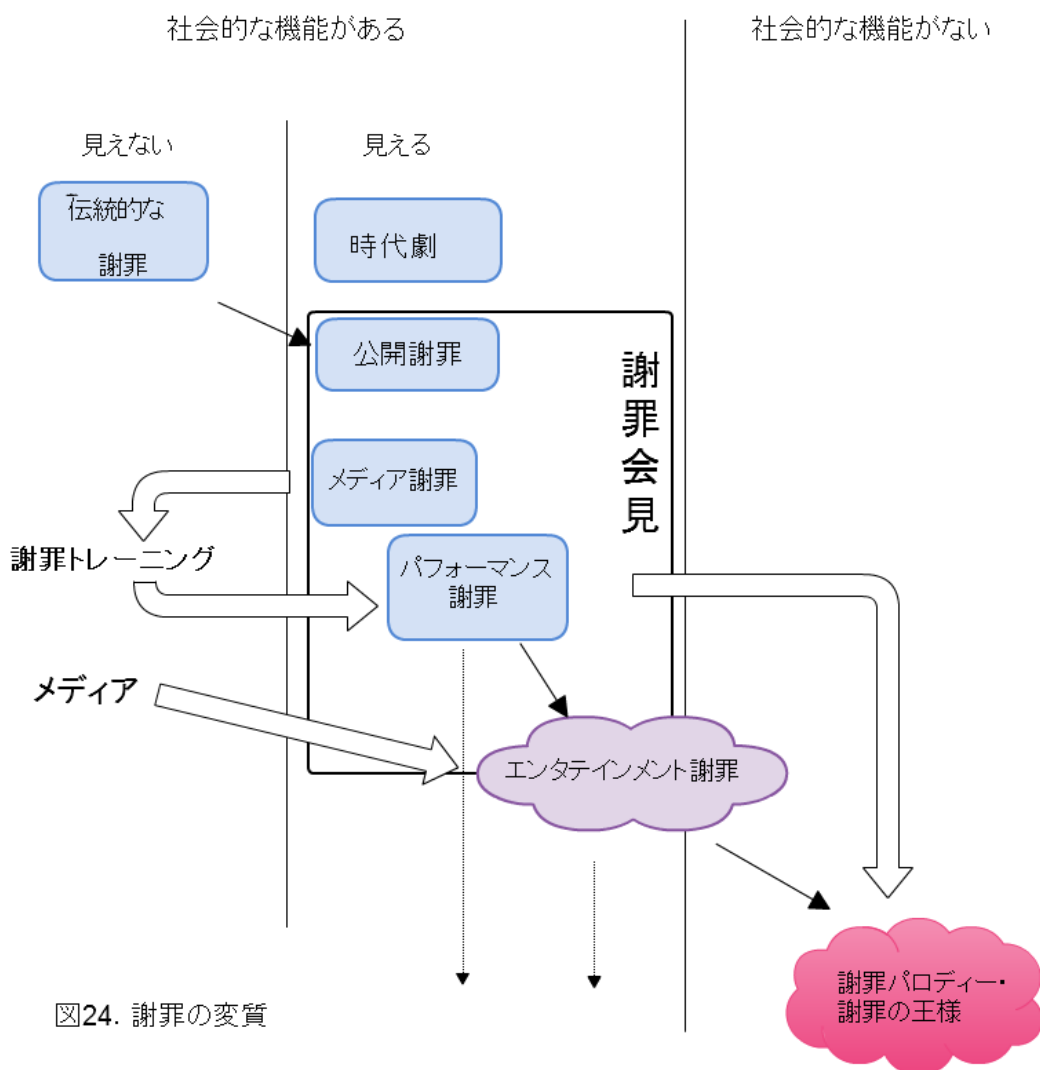 社会的な機能がある
社会的な機能がない
見えない
見える
伝統的な
謝罪
時代劇
公開謝罪
謝罪会見
メディア謝罪
謝罪トレーニング
パフォーマンス
謝罪
メディア
エンタテインメント謝罪
謝罪パロディー・
謝罪の王様
図24. 謝罪の変質